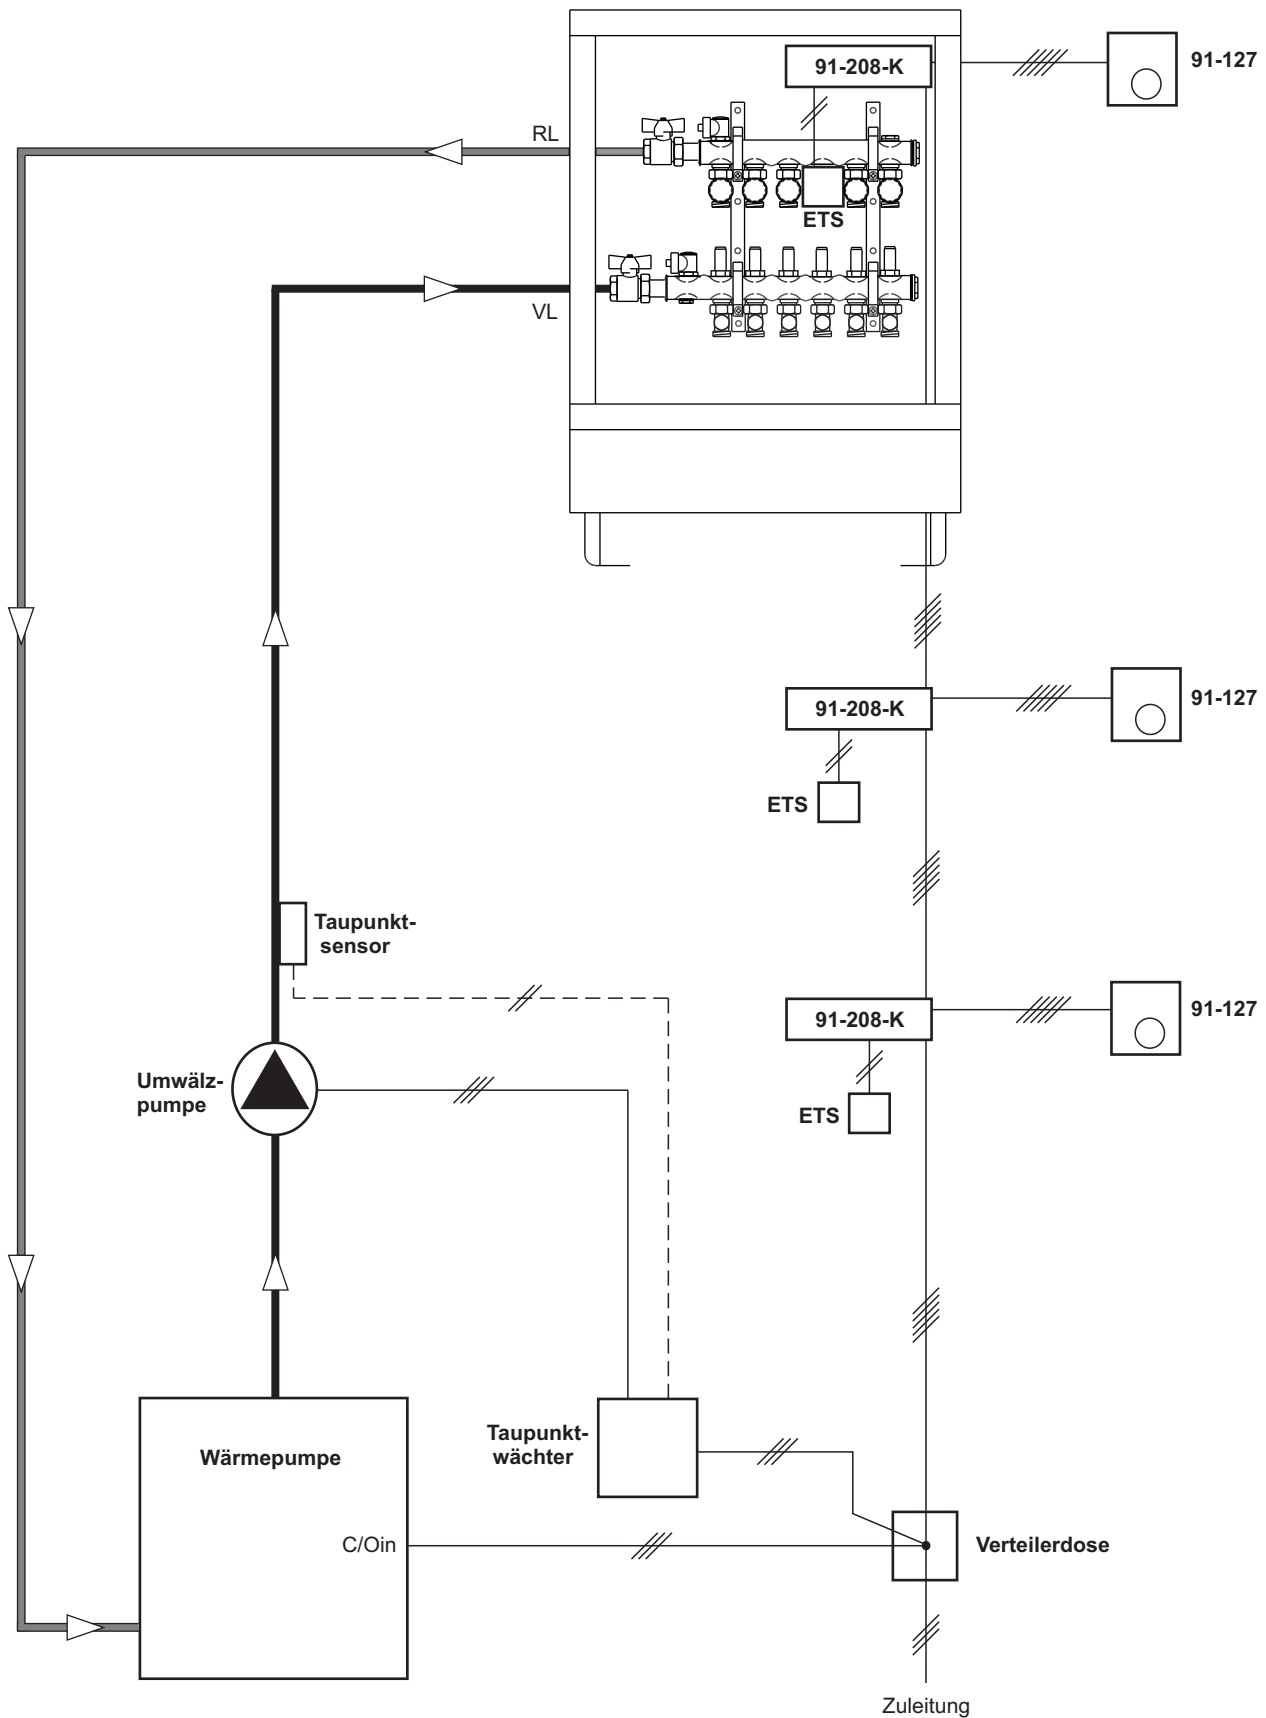 91-208-K
91-127
RL
ETS
VL
91-208-K
91-127
ETS
Taupunkt-
sensor
91-208-K
91-127
Umwälz-
pumpe
ETS
Taupunkt-
wächter
Wärmepumpe
C/Oin
Verteilerdose
Zuleitung